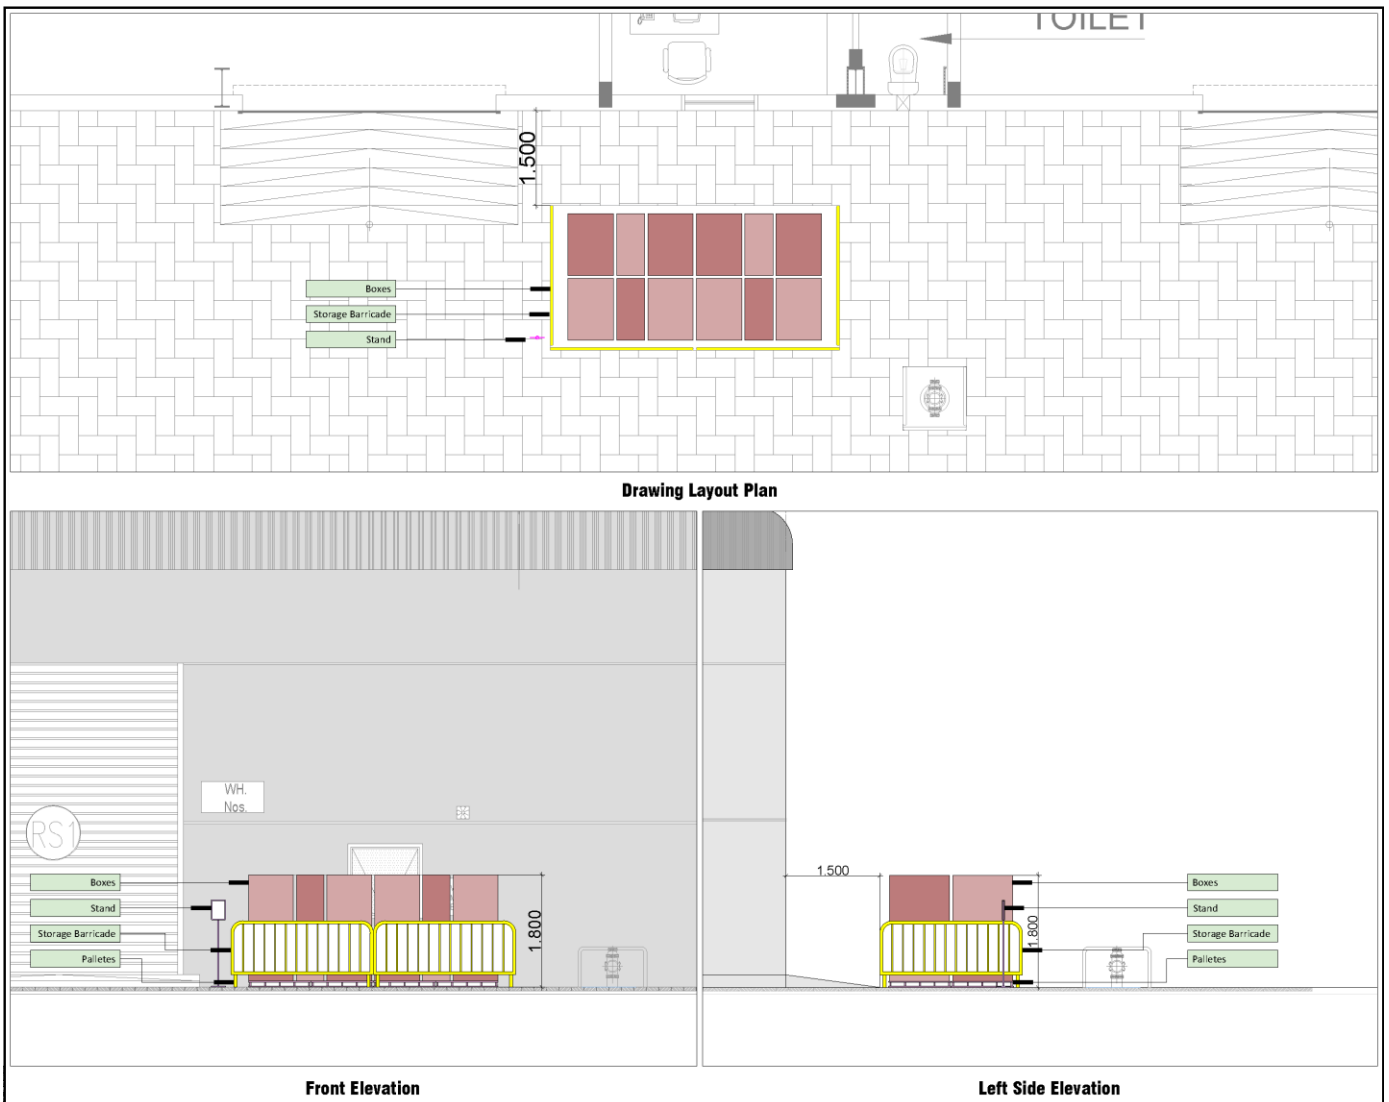 TOILET
1.500
Boxes
Storage Barricade
Stand
Drawing Layout Plan
WH.
Nos.
RS1
Boxes
Stand
Storage Barricade
Palletes
1.800
Front Elevation
1.500
1.800
Boxes
Stand
Storage Barricade
Palletes
Left Side Elevation